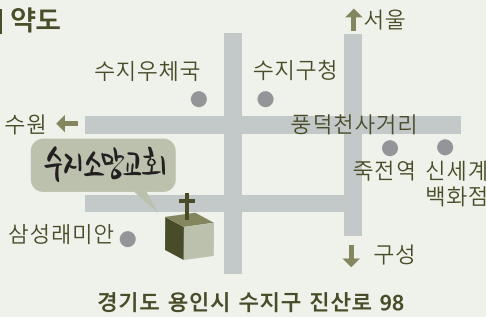 약도
서울
수지우체국
수지구청
수원
풍덕천사거리
수지소망교회
죽전역
신세계
백화점
삼성래미안
구성
경기도 용인시 수지구 진산로 98